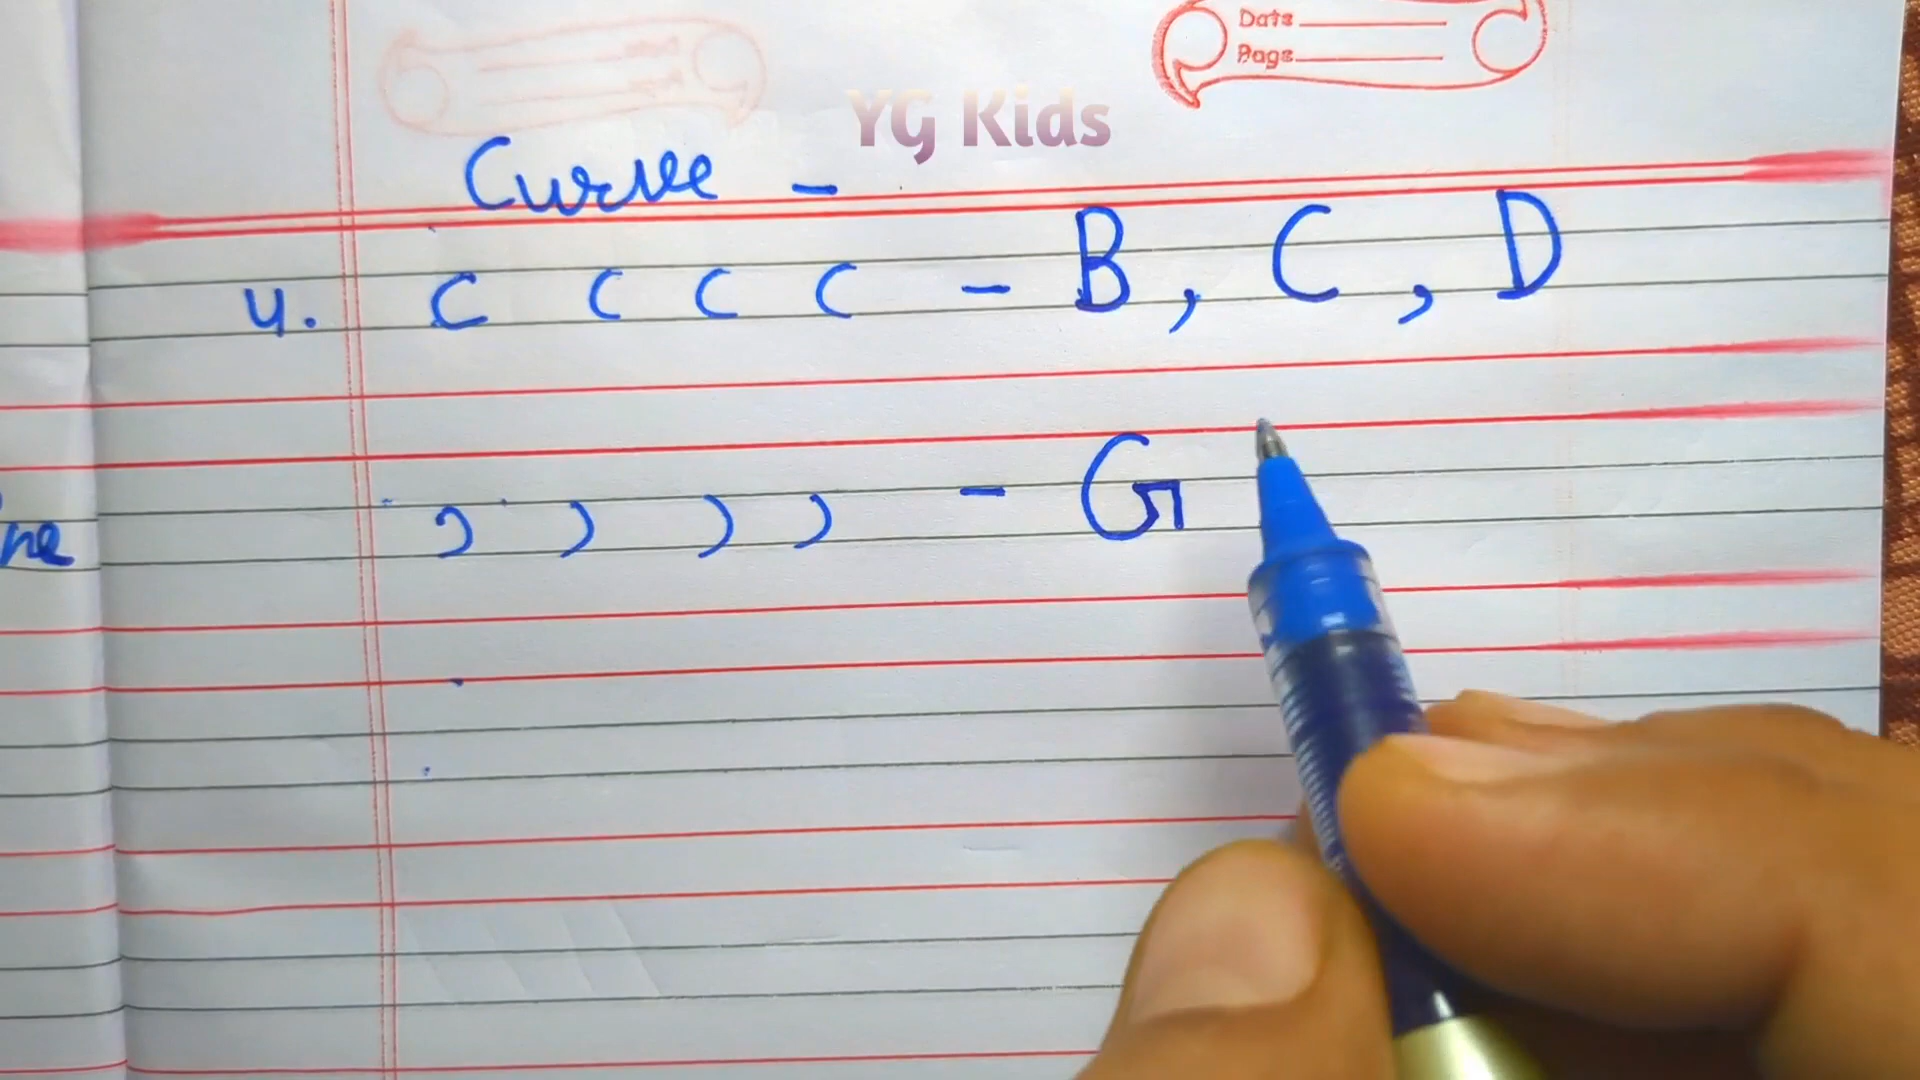 Date
Page
YG Kids
Curve -
4. C C C C - B, C, D
) ) ) ) - G
ne